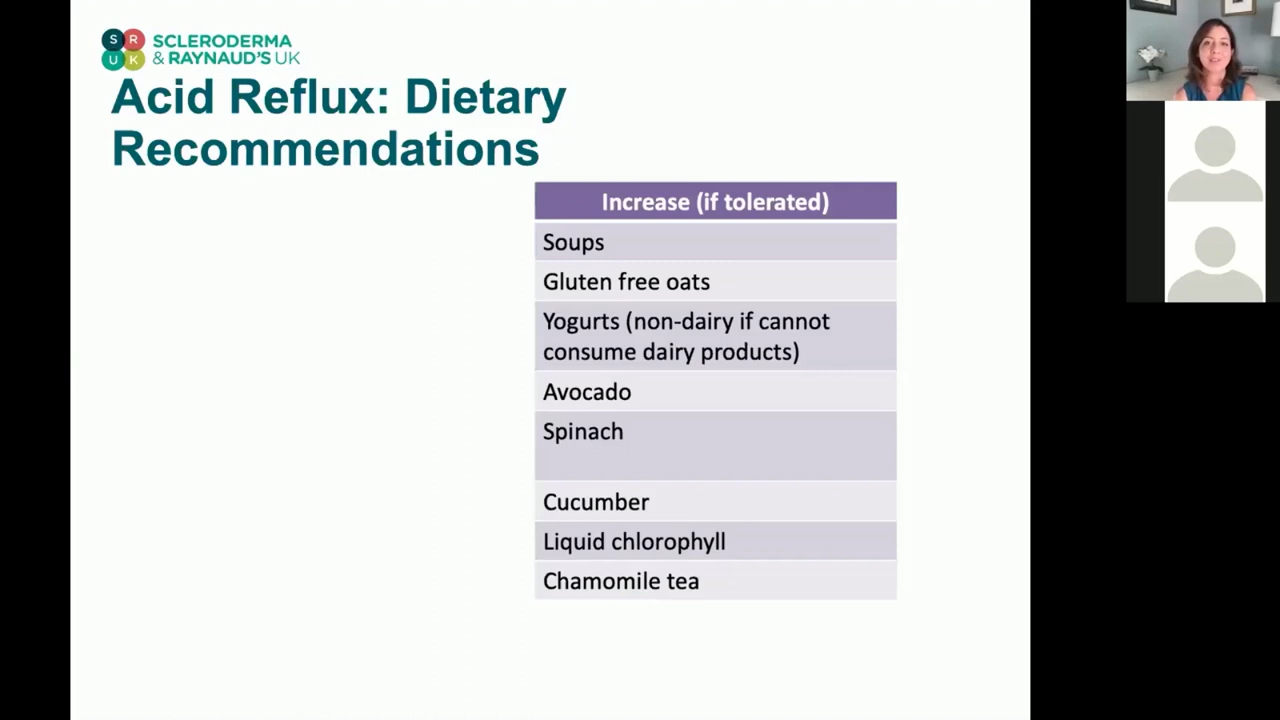 S R
U K
SCLERODERMA
& RAYNAUD'S UK
Acid Reflux: Dietary
Recommendations
Increase (if tolerated)
Soups
Gluten free oats
Yogurts (non-dairy if cannot
consume dairy products)
Avocado
Spinach
Cucumber
Liquid chlorophyll
Chamomile tea